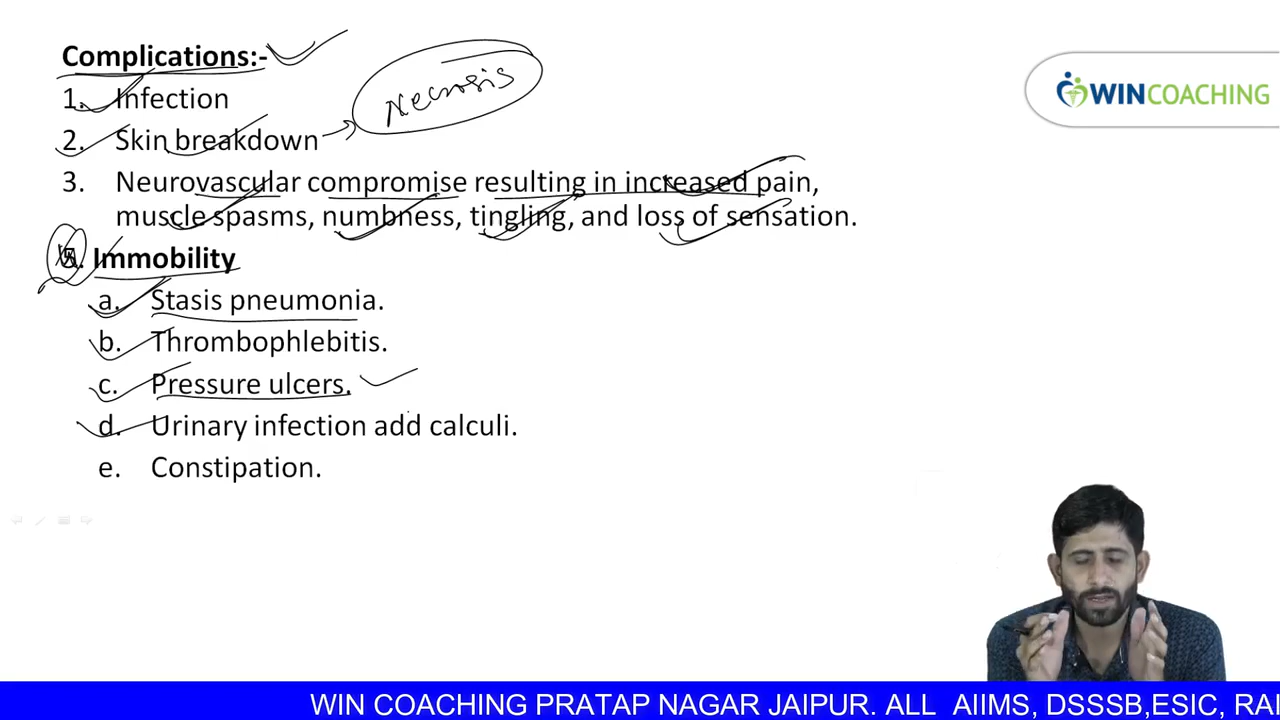 Complications:-
Necrosis
1. Infection
2. Skin breakdown
3. Neurovascular compromise resulting in increased pain,
muscle spasms, numbness, tingling, and loss of sensation.
Immobility
a. Stasis pneumonia.
b. Thrombophlebitis.
c. Pressure ulcers.
d. Urinary infection add calculi.
e. Constipation.
WINCOACHING
WIN COACHING PRATAP NAGAR JAIPUR. ALL AIIMS, DSSSB,ESIC, RAI